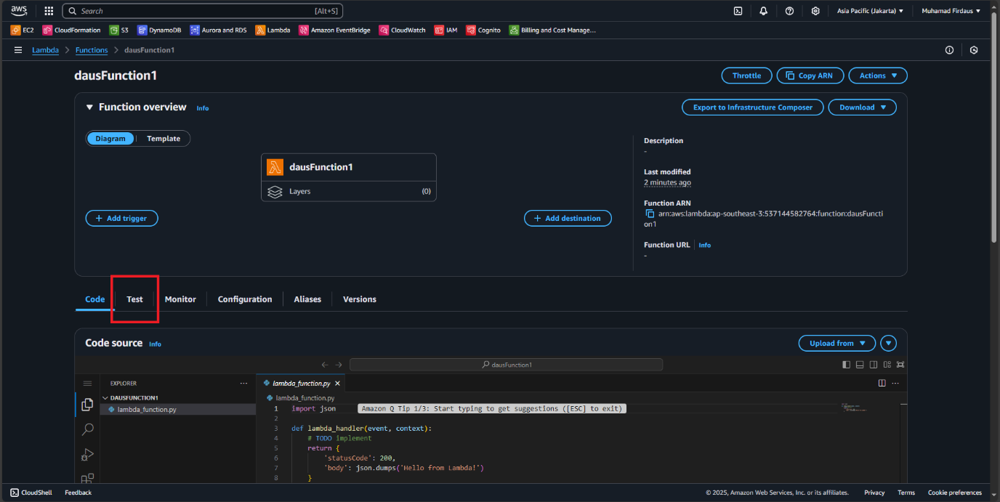 aws
Search [Alt+S]
Asia Pacific (Jakarta) Muhamad Firdaus
EC2 CloudFormation S3 DynamoDB Aurora and RDS Lambda Amazon EventBridge CloudWatch IAM Cognito Billing and Cost Manage...
Lambda Functions dausFunction1
dausFunction1
Throttle Copy ARN Actions
Function overview Info
Export to Infrastructure Composer Download
Diagram Template
dausFunction1
Layers (0)
+ Add trigger
+ Add destination
Description
-
Last modified
2 minutes ago
Function ARN
arn:aws:lambda:ap-southeast-3:537144582764:function:dausFuncti
on1
Function URL Info
-
Code Test Monitor Configuration Aliases Versions
Code source Info
Upload from
dausFunction1
EXPLORER
DAUSFUNCTION1
lambda_function.py
lambda_function.py
lambda_function.py
1 import json Amazon Q Tip 1/3: Start typing to get suggestions ([ESC] to exit)
2
3 def lambda_handler(event, context):
4 # TODO implement
5 return {
6 'statusCode': 200,
7 'body': json.dumps('Hello from Lambda!')
8 }
CloudShell Feedback
© 2025, Amazon Web Services, Inc. or its affiliates. Privacy Terms Cookie preferences